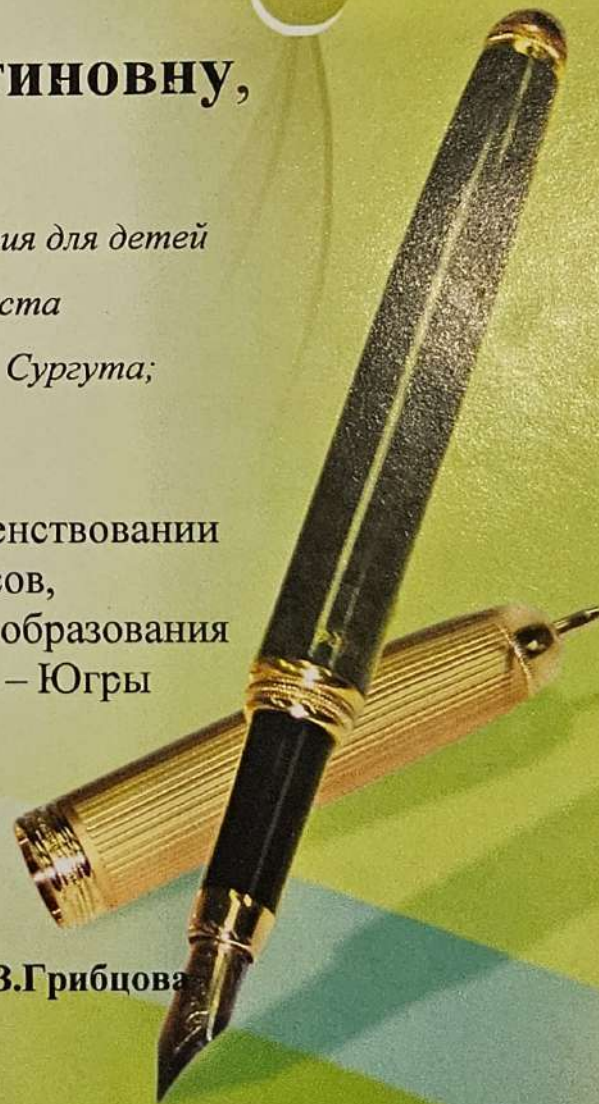 тиновну,
ия для детей
ста
Сургута;
енствовании
сов,
образования
– Югры
В.Грибцова